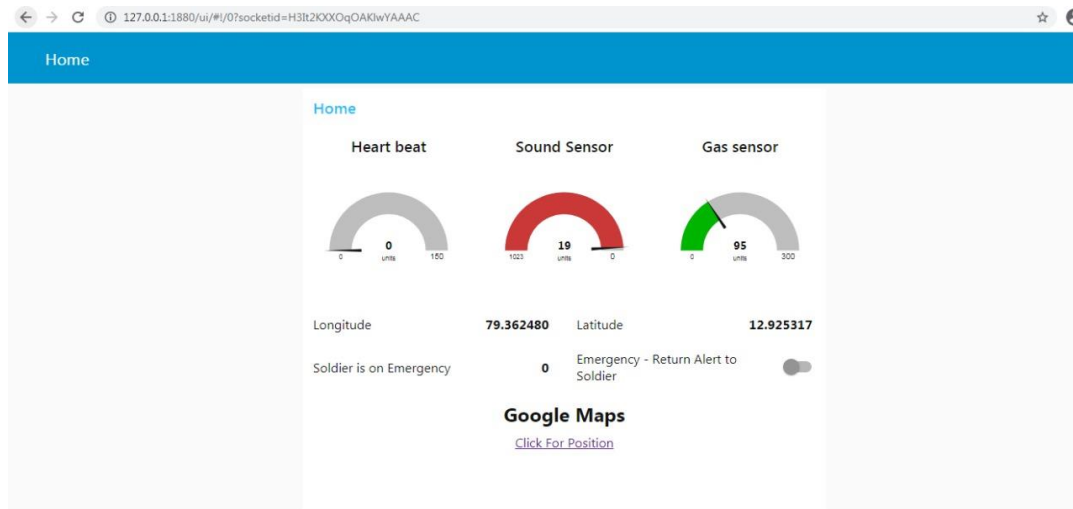 127.0.0.1:1880/ui/#!/0?socketid=H3It2KXXOqOAKIwYAAAC
Home
Home
Heart beat
Sound Sensor
Gas sensor
0
units
0
150
19
units
1023
0
95
units
0
300
Longitude
79.362480
Latitude
12.925317
Soldier is on Emergency
0
Emergency - Return Alert to
Soldier
Google Maps
Click For Position